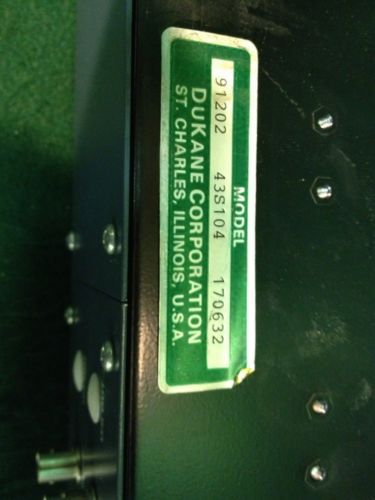 MODEL
91202 43S104 170632
DUKANE CORPORATION
ST. CHARLES, ILLINOIS, U.S.A.